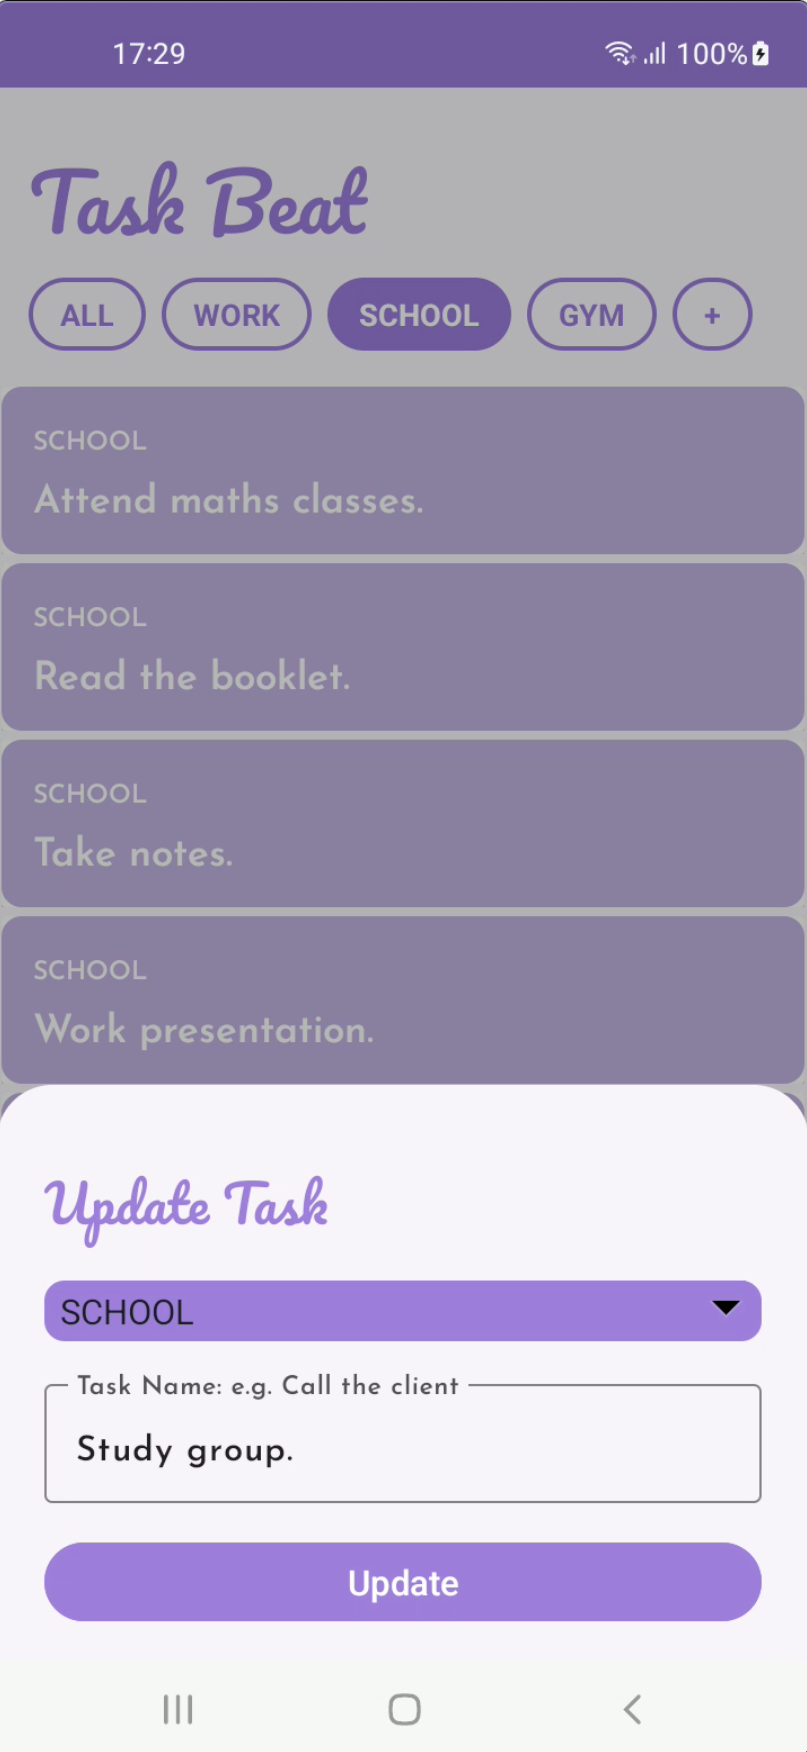 17:29 100%
Task Beat
ALL WORK SCHOOL GYM +
SCHOOL
Attend maths classes.
SCHOOL
Read the booklet.
SCHOOL
Take notes.
SCHOOL
Work presentation.
Update Task
SCHOOL
Task Name: e.g. Call the client
Study group.
Update